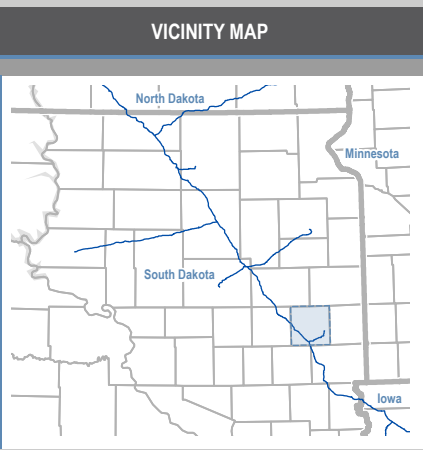 VICINITY MAP
North Dakota
Minnesota
South Dakota
Iowa